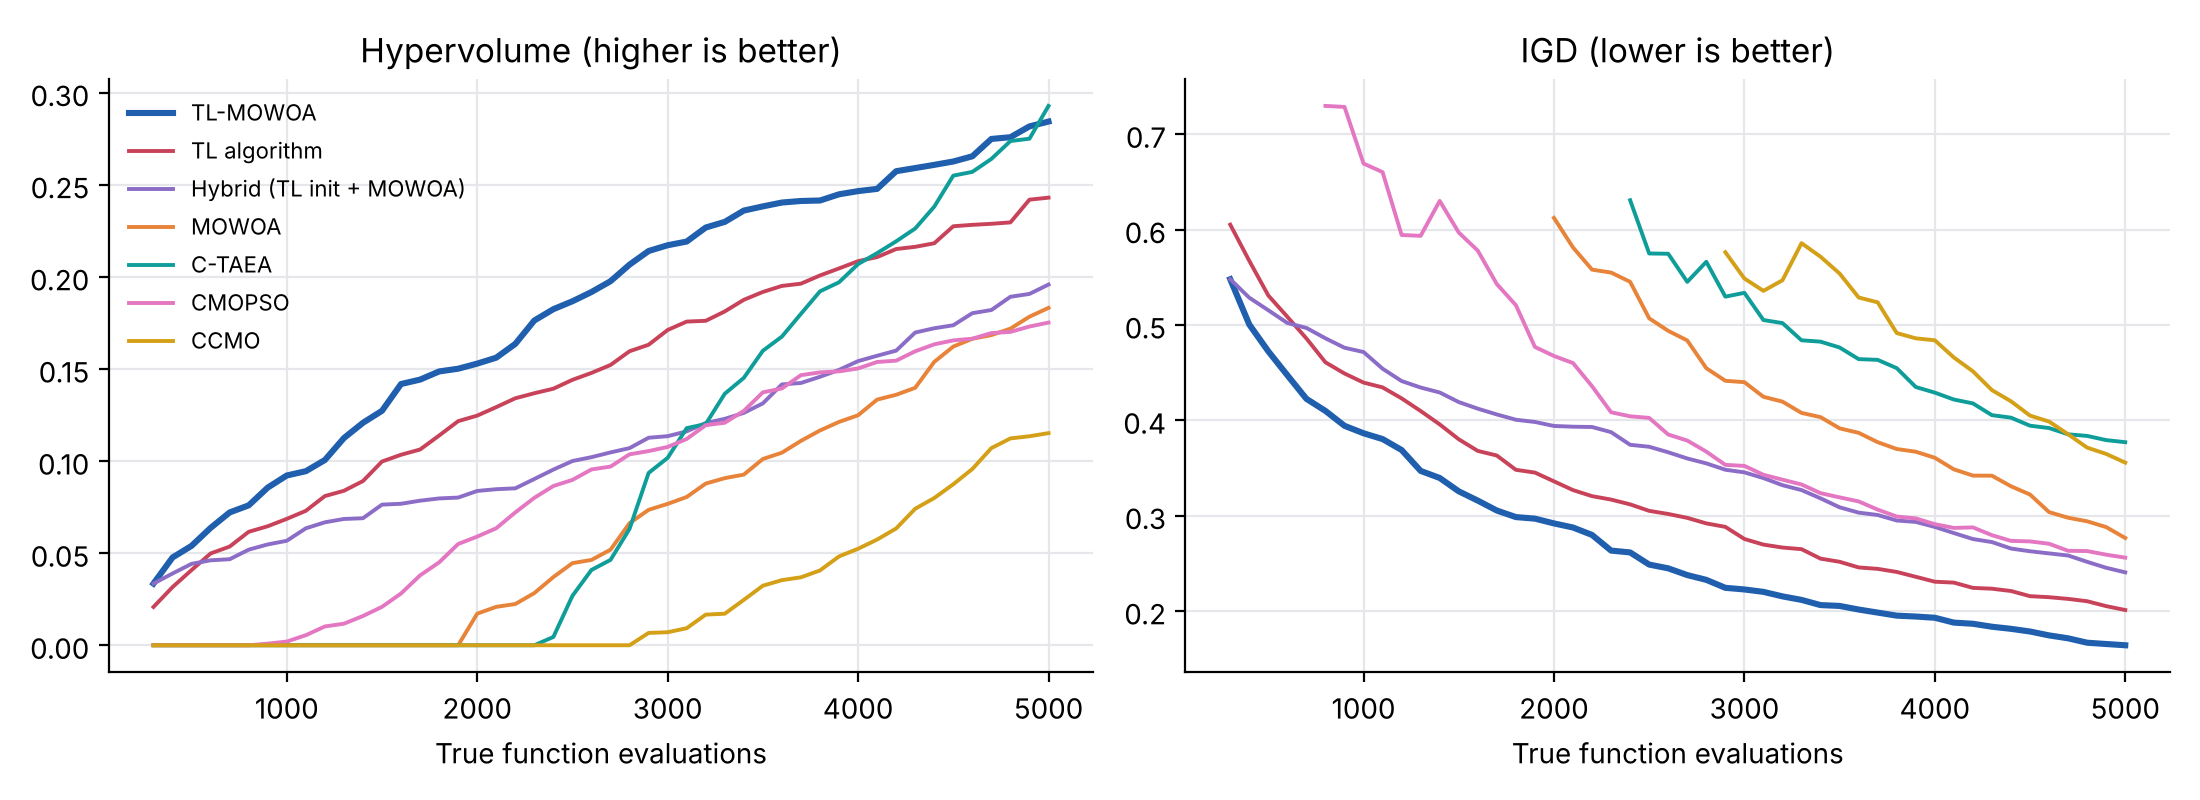 Hypervolume (higher is better)
0.30
0.25
0.20
0.15
0.10
0.05
0.00
TL-MOWOA
TL algorithm
Hybrid (TL init + MOWOA)
MOWOA
C-TAEA
CMOPSO
CCMO
1000 2000 3000 4000 5000
True function evaluations
IGD (lower is better)
0.7
0.6
0.5
0.4
0.3
0.2
1000 2000 3000 4000 5000
True function evaluations